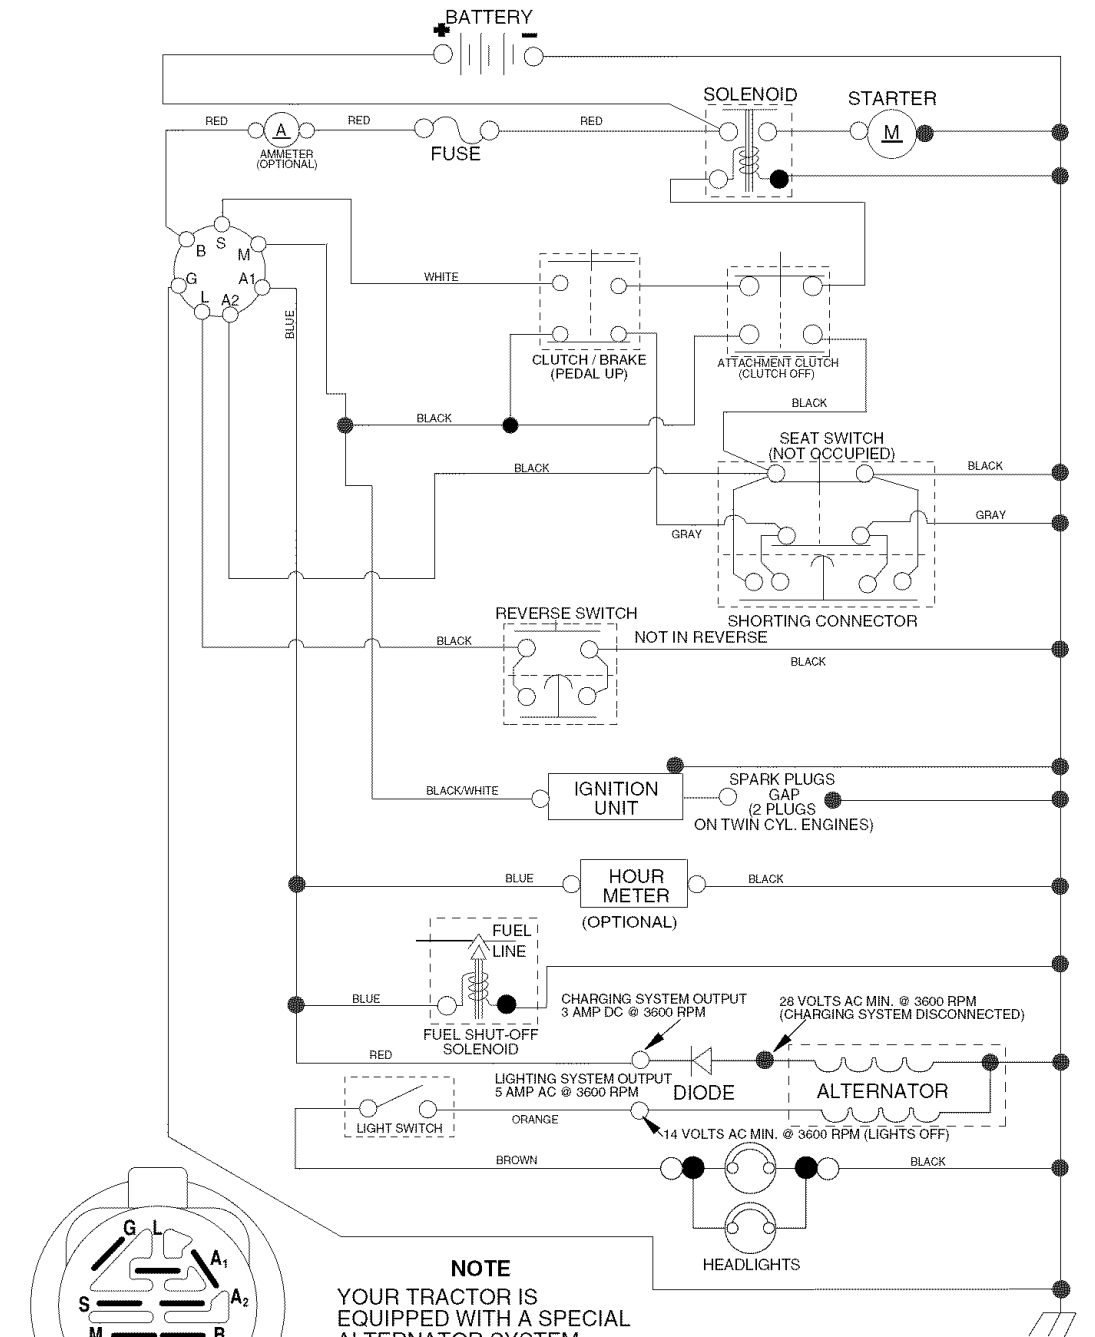 BATTERY
SOLENOID
STARTER
RED
RED
RED
A
M
AMMETER
(OPTIONAL)
FUSE
S
B
M
G
A1
L
A2
BLUE
WHITE
CLUTCH / BRAKE
(PEDAL UP)
ATTACHMENT CLUTCH
(CLUTCH OFF)
BLACK
BLACK
SEAT SWITCH
(NOT OCCUPIED)
BLACK
BLACK
GRAY
GRAY
SHORTING CONNECTOR
REVERSE SWITCH
NOT IN REVERSE
BLACK
BLACK
BLACK/WHITE
IGNITION
UNIT
SPARK PLUGS
GAP
(2 PLUGS
ON TWIN CYL. ENGINES)
BLUE
HOUR
METER
BLACK
(OPTIONAL)
FUEL
LINE
BLUE
FUEL SHUT-OFF
SOLENOID
CHARGING SYSTEM OUTPUT
3 AMP DC @ 3600 RPM
28 VOLTS AC MIN. @ 3600 RPM
(CHARGING SYSTEM DISCONNECTED)
RED
LIGHTING SYSTEM OUTPUT
5 AMP AC @ 3600 RPM
DIODE
ALTERNATOR
LIGHT SWITCH
ORANGE
14 VOLTS AC MIN. @ 3600 RPM (LIGHTS OFF)
BROWN
BLACK
HEADLIGHTS
G L
A1
A2
S
M
B
NOTE
YOUR TRACTOR IS
EQUIPPED WITH A SPECIAL
ALTERNATOR SYSTEM